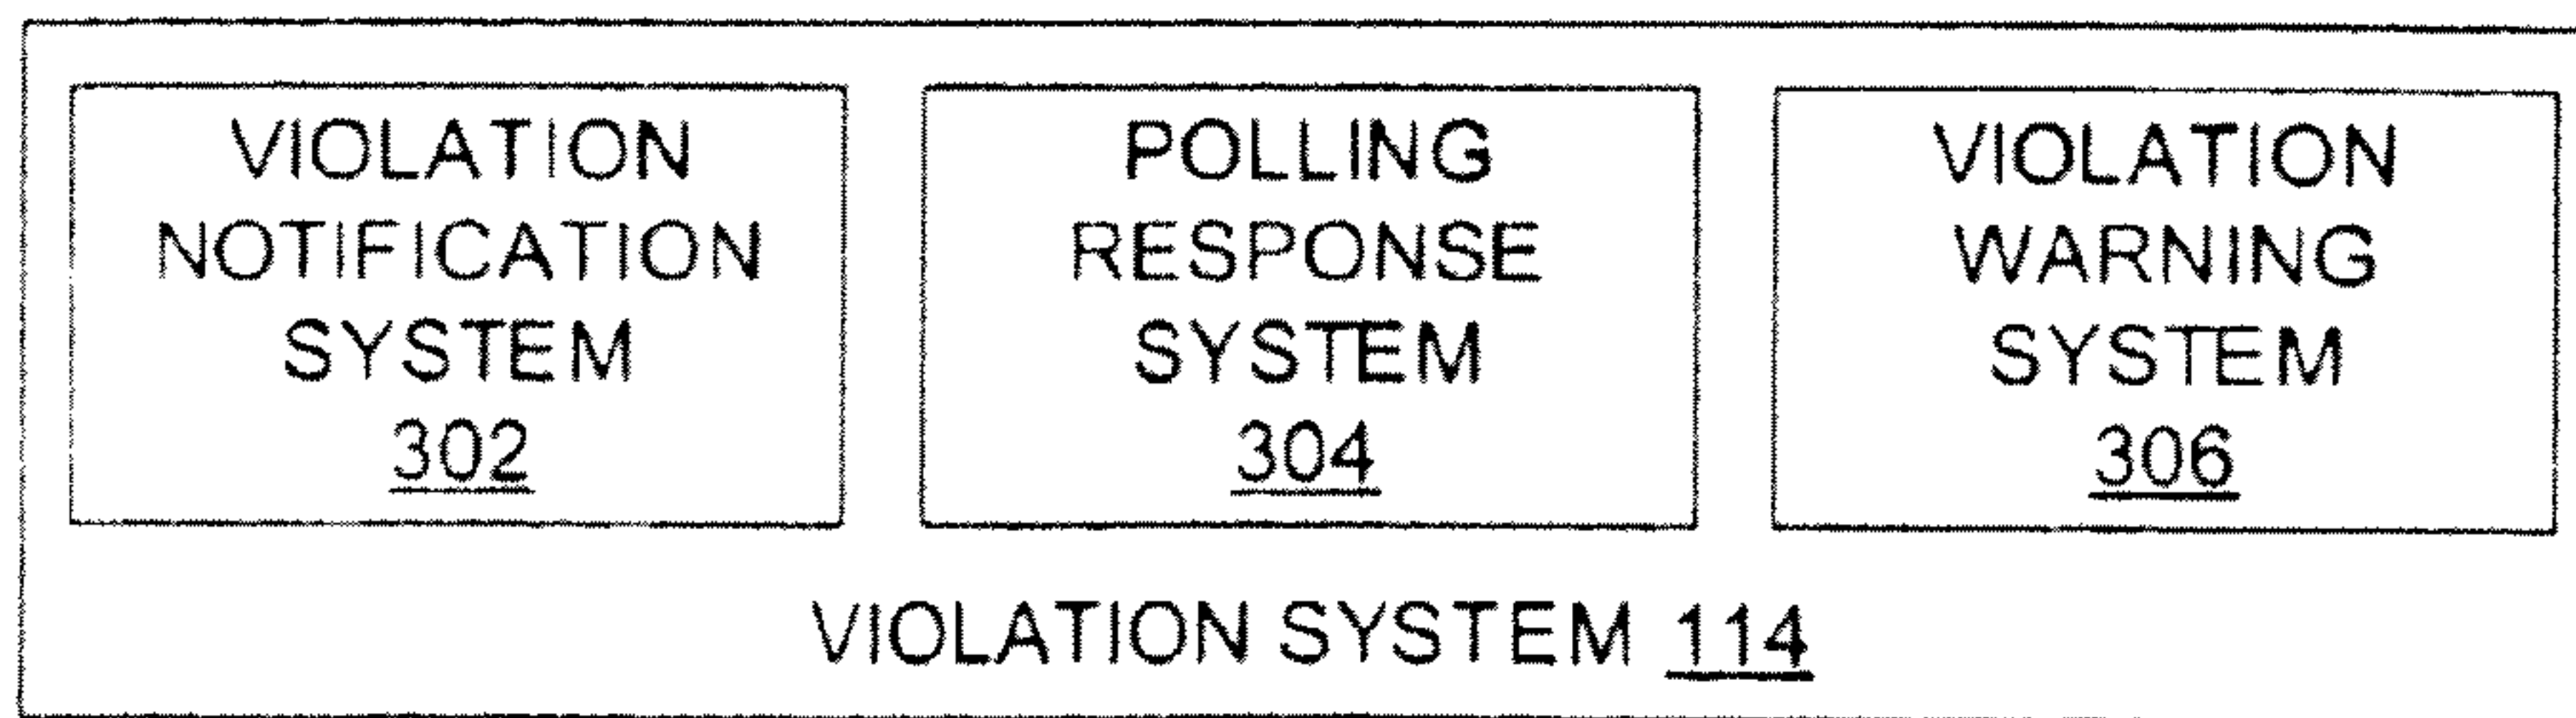 VIOLATION
NOTIFICATION
SYSTEM
302
POLLING
RESPONSE
SYSTEM
304
VIOLATION
WARNING
SYSTEM
306
VIOLATION SYSTEM 114